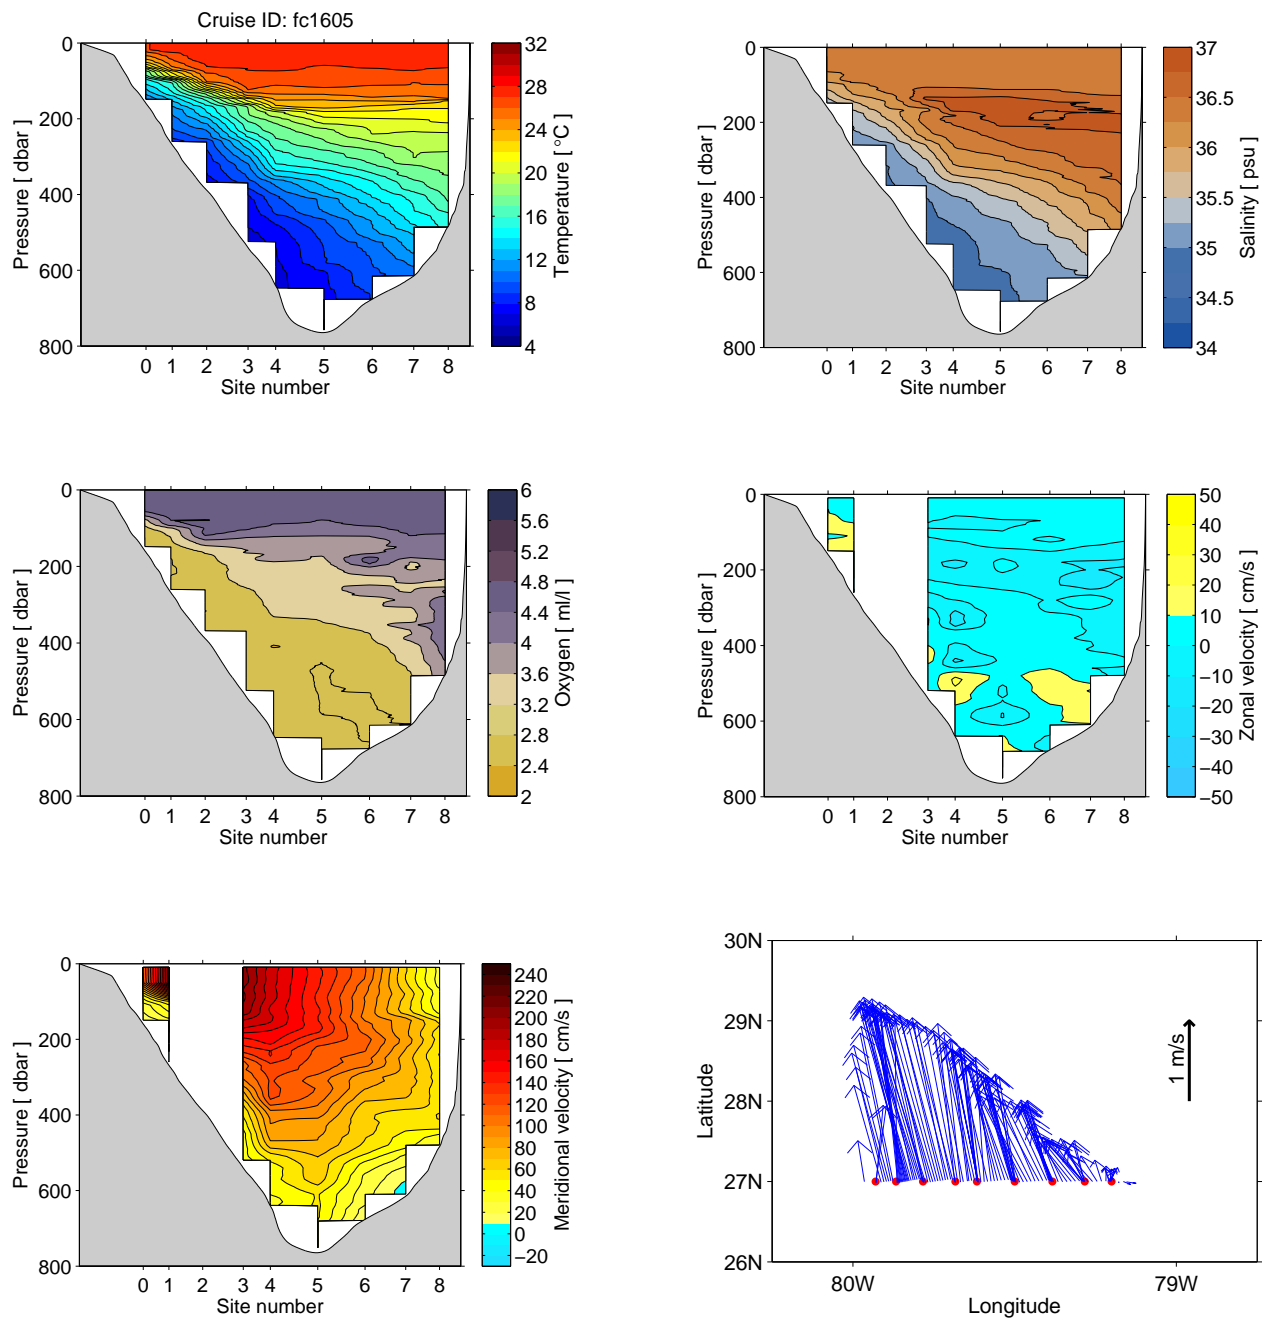 Cruise ID: fc1605
0
200
400
600
800
Pressure [ dbar ]
0 1 2 3 4 5 6 7 8
Site number
32
28
24
20
16
12
8
4
Temperature [ °C ]
0
200
400
600
800
Pressure [ dbar ]
0 1 2 3 4 5 6 7 8
Site number
37
36.5
36
35.5
35
34.5
34
Salinity [ psu ]
0
200
400
600
800
Pressure [ dbar ]
0 1 2 3 4 5 6 7 8
Site number
6
5.6
5.2
4.8
4.4
4
3.6
3.2
2.8
2.4
2
Oxygen [ ml/l ]
0
200
400
600
800
Pressure [ dbar ]
0 1 2 3 4 5 6 7 8
Site number
50
40
30
20
10
0
−10
−20
−30
−40
−50
Zonal velocity [ cm/s ]
0
200
400
600
800
Pressure [ dbar ]
0 1 2 3 4 5 6 7 8
Site number
240
220
200
180
160
140
120
100
80
60
40
20
0
−20
Meridional velocity [ cm/s ]
30N
29N
28N
27N
26N
Latitude
1 m/s
80W 79W
Longitude